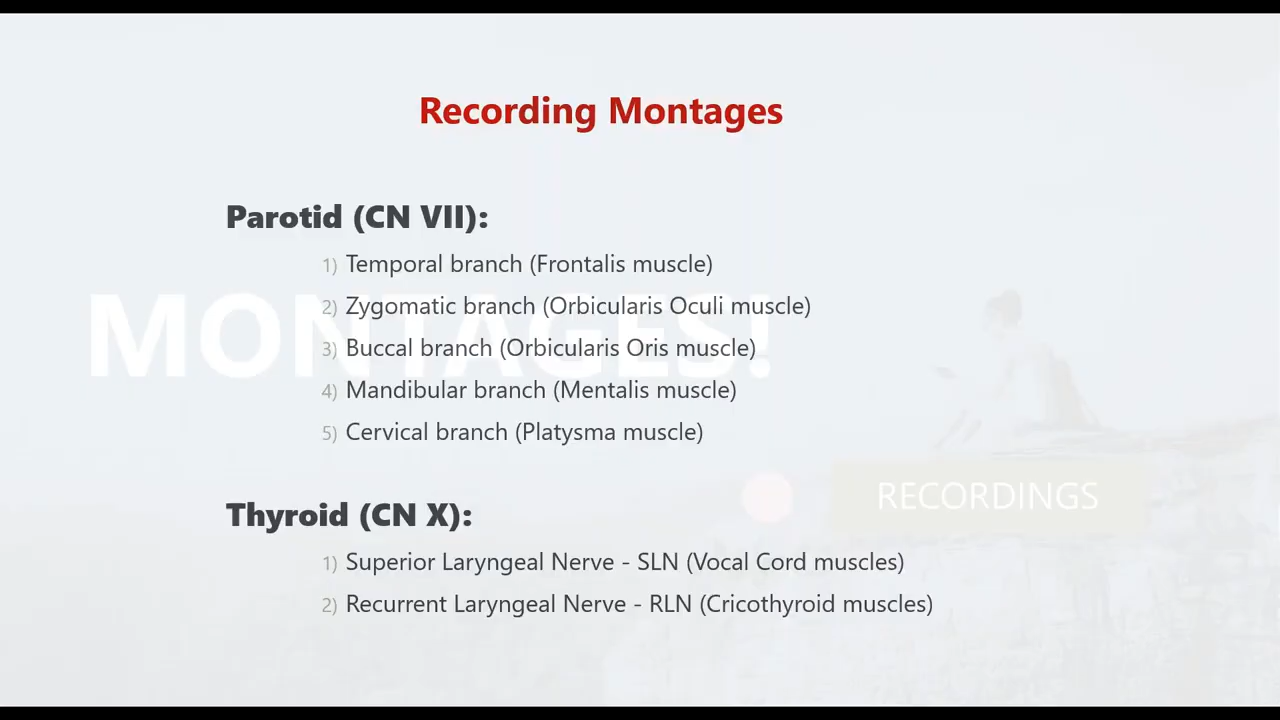 Recording Montages
Parotid (CN VII):
1) Temporal branch (Frontalis muscle)
2) Zygomatic branch (Orbicularis Oculi muscle)
MONTAGES!
3) Buccal branch (Orbicularis Oris muscle)
4) Mandibular branch (Mentalis muscle)
5) Cervical branch (Platysma muscle)
RECORDINGS
Thyroid (CN X):
1) Superior Laryngeal Nerve - SLN (Vocal Cord muscles)
2) Recurrent Laryngeal Nerve - RLN (Cricothyroid muscles)